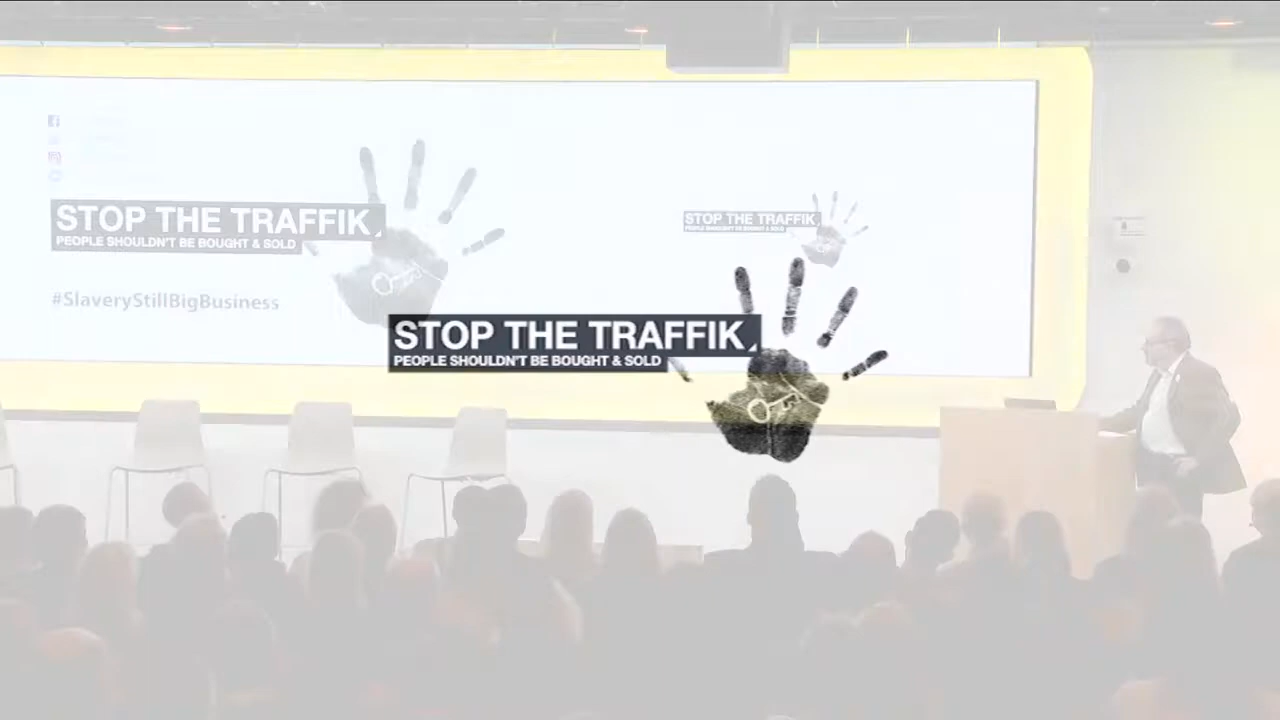 STOP THE TRAFFIK
PEOPLE SHOULDN'T BE BOUGHT & SOLD
#SlaveryStillBigBusiness
STOP THE TRAFFIK
PEOPLE SHOULDN'T BE BOUGHT & SOLD
STOP THE TRAFFIK
PEOPLE SHOULDN'T BE BOUGHT & SOLD